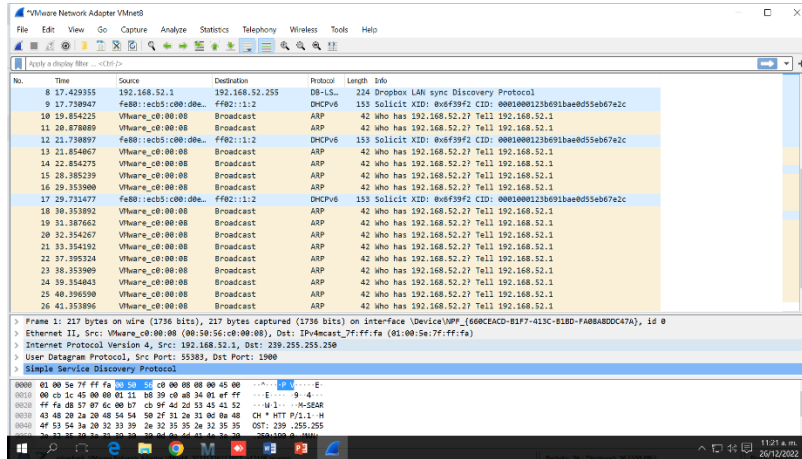 *VMware Network Adapter VMnet8
File Edit View Go Capture Analyze Statistics Telephony Wireless Tools Help
Apply a display filter ... <Ctrl-/>
No. Time Source Destination Protocol Length Info
8 17.429355 192.168.52.1 192.168.52.255 DB-LS... 224 Dropbox LAN sync Discovery Protocol
9 17.730947 fe80::ecb5:c00:d0e... ff02::1:2 DHCPv6 153 Solicit XID: 0x6f39f2 CID: 0001000123b691bae0d55eb67e2c
10 19.854225 VMware_c0:00:08 Broadcast ARP 42 Who has 192.168.52.2? Tell 192.168.52.1
11 20.878089 VMware_c0:00:08 Broadcast ARP 42 Who has 192.168.52.2? Tell 192.168.52.1
12 21.730897 fe80::ecb5:c00:d0e... ff02::1:2 DHCPv6 153 Solicit XID: 0x6f39f2 CID: 0001000123b691bae0d55eb67e2c
13 21.854067 VMware_c0:00:08 Broadcast ARP 42 Who has 192.168.52.2? Tell 192.168.52.1
14 22.854275 VMware_c0:00:08 Broadcast ARP 42 Who has 192.168.52.2? Tell 192.168.52.1
15 28.385239 VMware_c0:00:08 Broadcast ARP 42 Who has 192.168.52.2? Tell 192.168.52.1
16 29.353900 VMware_c0:00:08 Broadcast ARP 42 Who has 192.168.52.2? Tell 192.168.52.1
17 29.731477 fe80::ecb5:c00:d0e... ff02::1:2 DHCPv6 153 Solicit XID: 0x6f39f2 CID: 0001000123b691bae0d55eb67e2c
18 30.353892 VMware_c0:00:08 Broadcast ARP 42 Who has 192.168.52.2? Tell 192.168.52.1
19 31.387662 VMware_c0:00:08 Broadcast ARP 42 Who has 192.168.52.2? Tell 192.168.52.1
20 32.354267 VMware_c0:00:08 Broadcast ARP 42 Who has 192.168.52.2? Tell 192.168.52.1
21 33.354192 VMware_c0:00:08 Broadcast ARP 42 Who has 192.168.52.2? Tell 192.168.52.1
22 37.395324 VMware_c0:00:08 Broadcast ARP 42 Who has 192.168.52.2? Tell 192.168.52.1
23 38.353909 VMware_c0:00:08 Broadcast ARP 42 Who has 192.168.52.2? Tell 192.168.52.1
24 39.354043 VMware_c0:00:08 Broadcast ARP 42 Who has 192.168.52.2? Tell 192.168.52.1
25 40.396590 VMware_c0:00:08 Broadcast ARP 42 Who has 192.168.52.2? Tell 192.168.52.1
26 41.353896 VMware_c0:00:08 Broadcast ARP 42 Who has 192.168.52.2? Tell 192.168.52.1
> Frame 1: 217 bytes on wire (1736 bits), 217 bytes captured (1736 bits) on interface \Device\NPF_{660CEACD-B1F7-413C-B1BD-FA08A8DDC47A}, id 0
> Ethernet II, Src: VMware_c0:00:08 (00:50:56:c0:00:08), Dst: IPv4mcast_7f:ff:fa (01:00:5e:7f:ff:fa)
> Internet Protocol Version 4, Src: 192.168.52.1, Dst: 239.255.255.250
> User Datagram Protocol, Src Port: 55383, Dst Port: 1900
> Simple Service Discovery Protocol
0000 01 00 5e 7f ff fa 00 50 56 c0 00 08 08 00 45 00 ··^····P V·····E·
0010 00 cb 1c 45 00 00 01 11 b8 39 c0 a8 34 01 ef ff ···E···· ·9··4···
0020 ff fa d8 57 07 6c 00 b7 cb 9f 4d 2d 53 45 41 52 ···W·l·· ··M-SEAR
0030 43 48 20 2a 20 48 54 54 50 2f 31 2e 31 0d 0a 48 CH * HTT P/1.1··H
0040 4f 53 54 3a 20 32 33 39 2e 32 35 35 2e 32 35 35 OST: 239 .255.255
11:21 a. m.
26/12/2022